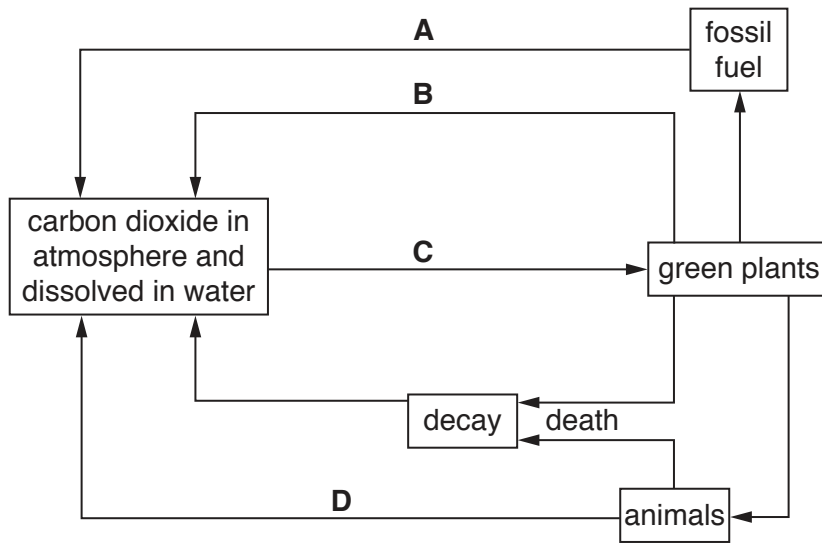 A
fossil
fuel
B
carbon dioxide in
atmosphere and
dissolved in water
C
green plants
decay
death
D
animals